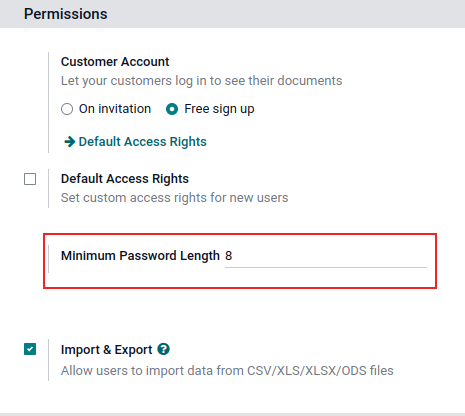 Permissions
Customer Account
Let your customers log in to see their documents
On invitation Free sign up
Default Access Rights
Default Access Rights
Set custom access rights for new users
Minimum Password Length 8
Import & Export ?
Allow users to import data from CSV/XLS/XLSX/ODS files